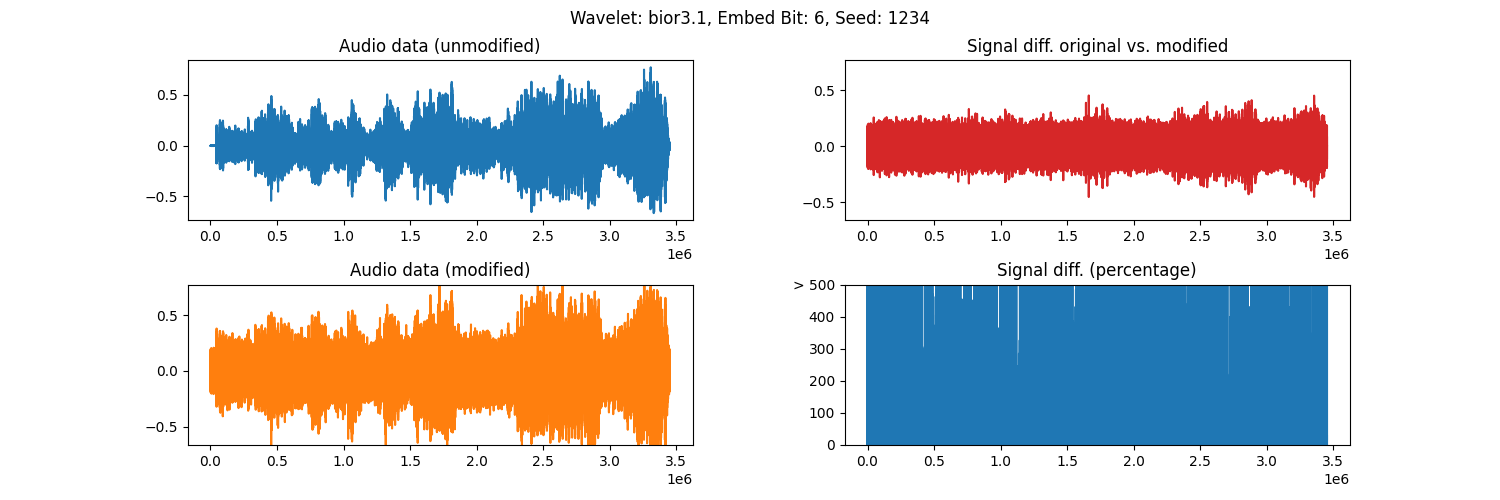 Wavelet: bior3.1, Embed Bit: 6, Seed: 1234
Audio data (unmodified)
0.5
0.0
−0.5
0.0 0.5 1.0 1.5 2.0 2.5 3.0 3.5
1e6
Signal diff. original vs. modified
0.5
0.0
−0.5
0.0 0.5 1.0 1.5 2.0 2.5 3.0 3.5
1e6
Audio data (modified)
0.5
0.0
−0.5
0.0 0.5 1.0 1.5 2.0 2.5 3.0 3.5
1e6
Signal diff. (percentage)
> 500
400
300
200
100
0
0.0 0.5 1.0 1.5 2.0 2.5 3.0 3.5
1e6